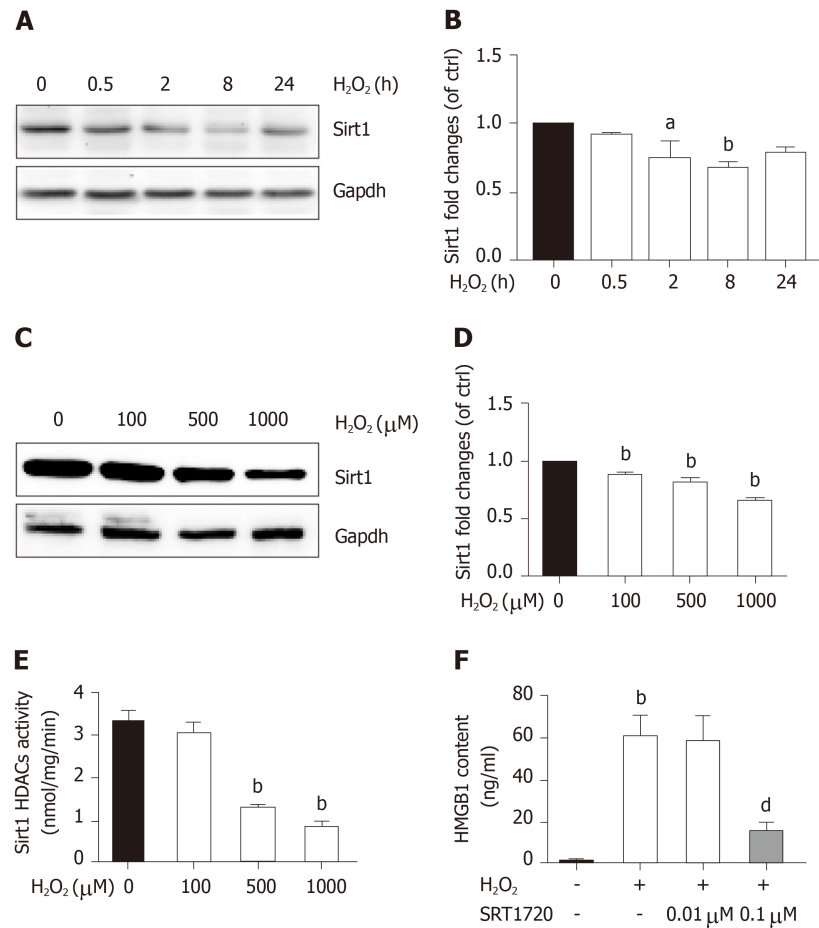 A
0 0.5 2 8 24 H₂O₂ (h)
Sirt1
Gapdh
B
Sirt1 fold changes (of ctrl)
1.5
1.0
0.5
0.0
a
b
H₂O₂ (h) 0 0.5 2 8 24
C
0 100 500 1000 H₂O₂ (μM)
Sirt1
Gapdh
D
Sirt1 fold changes (of ctrl)
1.5
1.0
0.5
0.0
b
b
b
H₂O₂ (μM) 0 100 500 1000
E
Sirt1 HDACs activity
(nmol/mg/min)
4
3
2
1
0
b
b
H₂O₂ (μM) 0 100 500 1000
F
HMGB1 content
(ng/ml)
80
60
40
20
0
b
d
H₂O₂ - + + +
SRT1720 - - 0.01 μM 0.1 μM